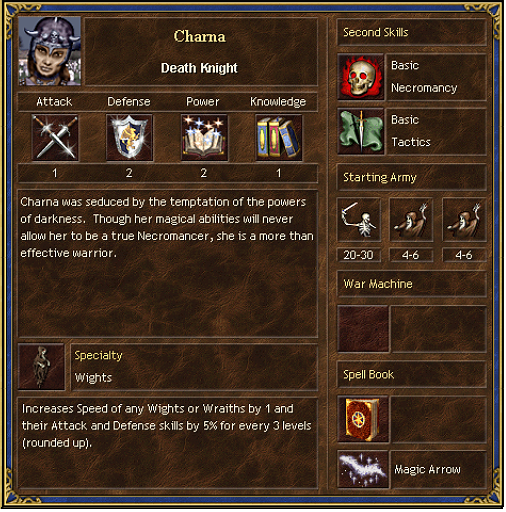 Charna
Death Knight
Attack Defense Power Knowledge
1 2 2 1
Charna was seduced by the temptation of the powers
of darkness. Though her magical abilities will never
allow her to be a true Necromancer, she is a more than
effective warrior.
Specialty
Wights
Increases Speed of any Wights or Wraiths by 1 and
their Attack and Defense skills by 5% for every 3 levels
(rounded up).
Second Skills
Basic
Necromancy
Basic
Tactics
Starting Army
20-30 4-6 4-6
War Machine
Spell Book
Magic Arrow